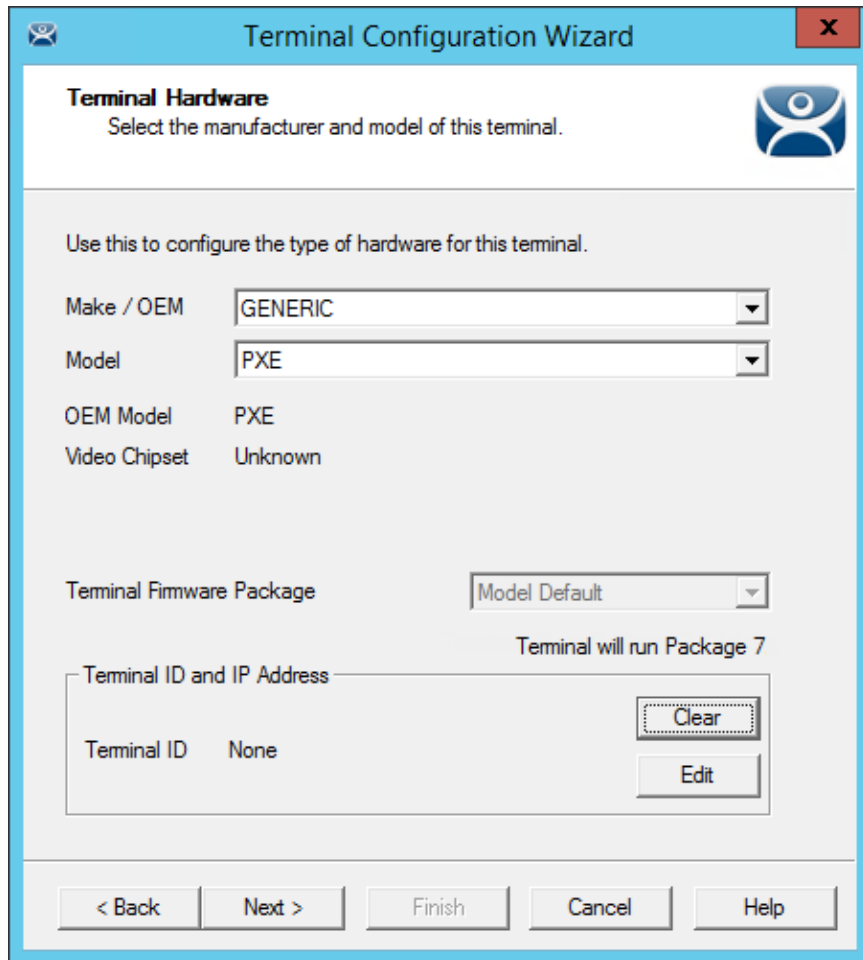 Terminal Configuration Wizard
X
Terminal Hardware
Select the manufacturer and model of this terminal.
Use this to configure the type of hardware for this terminal.
Make / OEM GENERIC
Model PXE
OEM Model PXE
Video Chipset Unknown
Terminal Firmware Package Model Default
Terminal will run Package 7
Terminal ID and IP Address
Clear
Terminal ID None
Edit
< Back Next > Finish Cancel Help